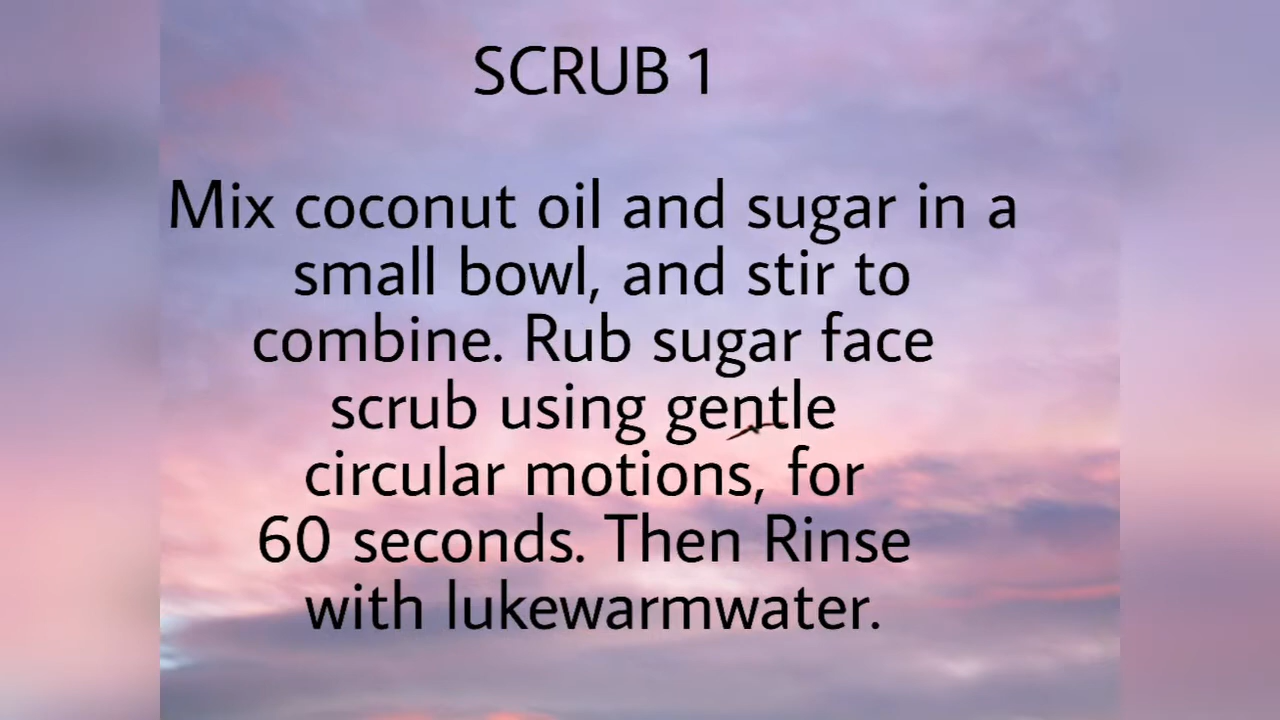 SCRUB 1
Mix coconut oil and sugar in a
small bowl, and stir to
combine. Rub sugar face
scrub using gentle
circular motions, for
60 seconds. Then Rinse
with lukewarmwater.